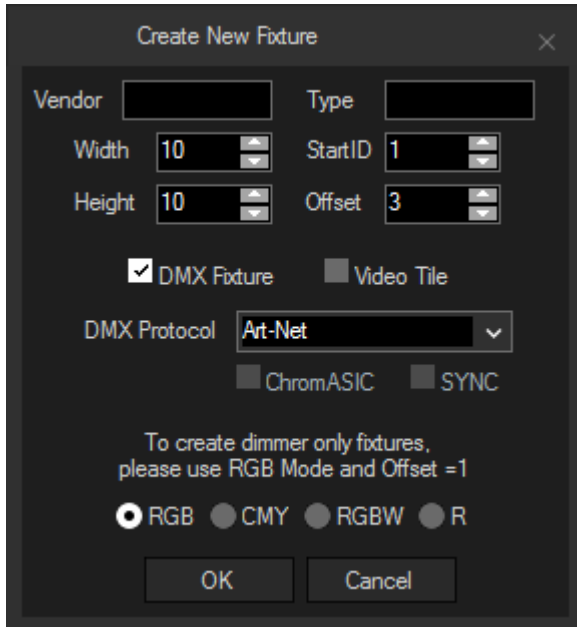 Create New Fixture
Vendor Type
Width 10 StartID 1
Height 10 Offset 3
DMX Fixture Video Tile
DMX Protocol Art-Net
ChromASIC SYNC
To create dimmer only fixtures,
please use RGB Mode and Offset =1
RGB CMY RGBW R
OK Cancel